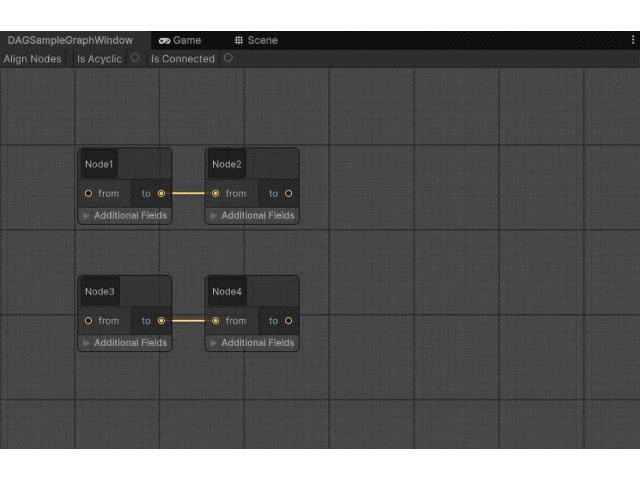 DAGSampleGraphWindow Game Scene
Align Nodes Is Acyclic Is Connected
Node1 Node2
from to from to
Additional Fields Additional Fields
Node3 Node4
from to from to
Additional Fields Additional Fields